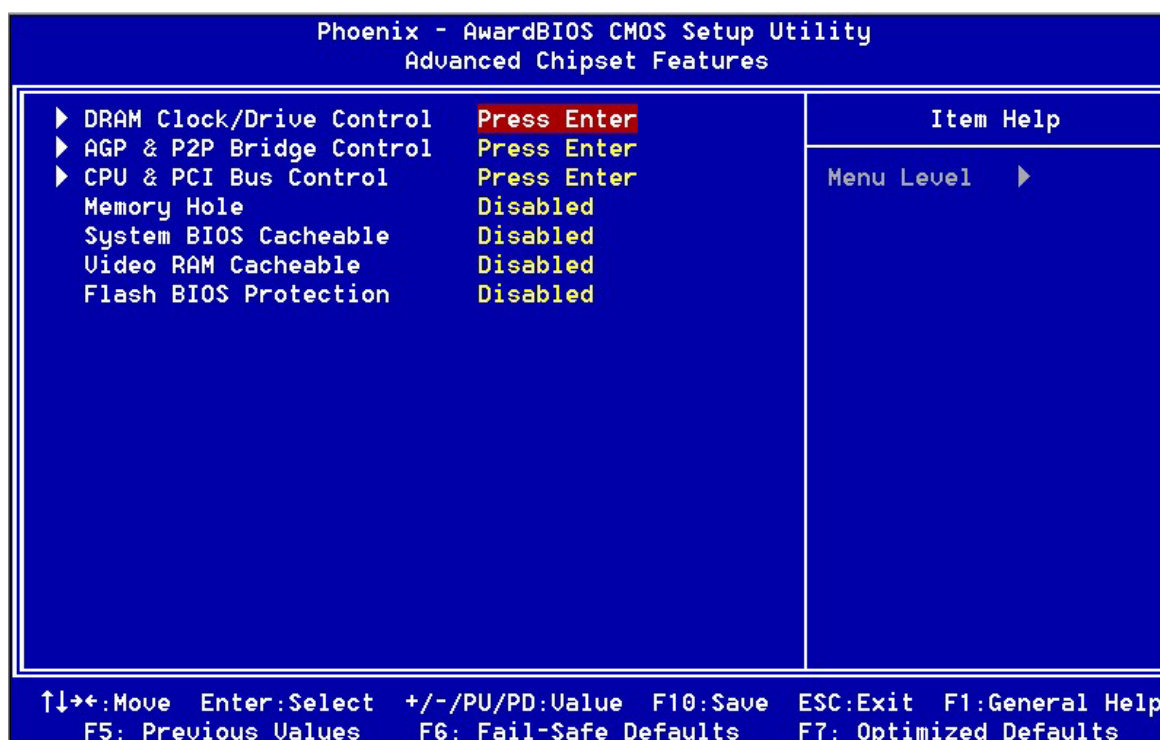 Phoenix - AwardBIOS CMOS Setup Utility
Advanced Chipset Features
DRAM Clock/Drive Control Press Enter
AGP & P2P Bridge Control Press Enter
CPU & PCI Bus Control Press Enter
Memory Hole Disabled
System BIOS Cacheable Disabled
Video RAM Cacheable Disabled
Flash BIOS Protection Disabled
Item Help
Menu Level
↑↓→←:Move Enter:Select +/-/PU/PD:Value F10:Save ESC:Exit F1:General Help
F5: Previous Values F6: Fail-Safe Defaults F7: Optimized Defaults